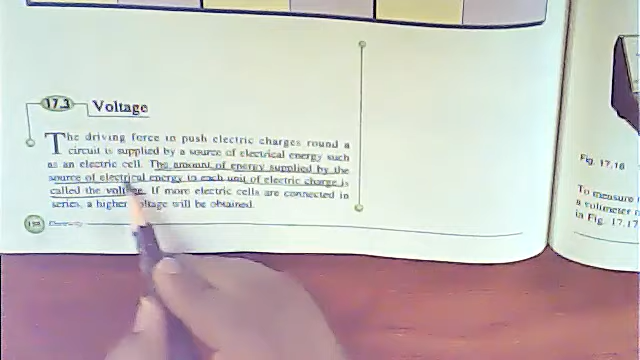 17.3 Voltage
The driving force to push electric charges round a
circuit is supplied by a source of electrical energy such
as an electric cell. The amount of energy supplied by the
source of electrical energy to each unit of electric charge is
called the voltage. If more electric cells are connected in
series, a higher voltage will be obtained.
Fig. 17.16
To measure
a voltmeter
in Fig. 17.17